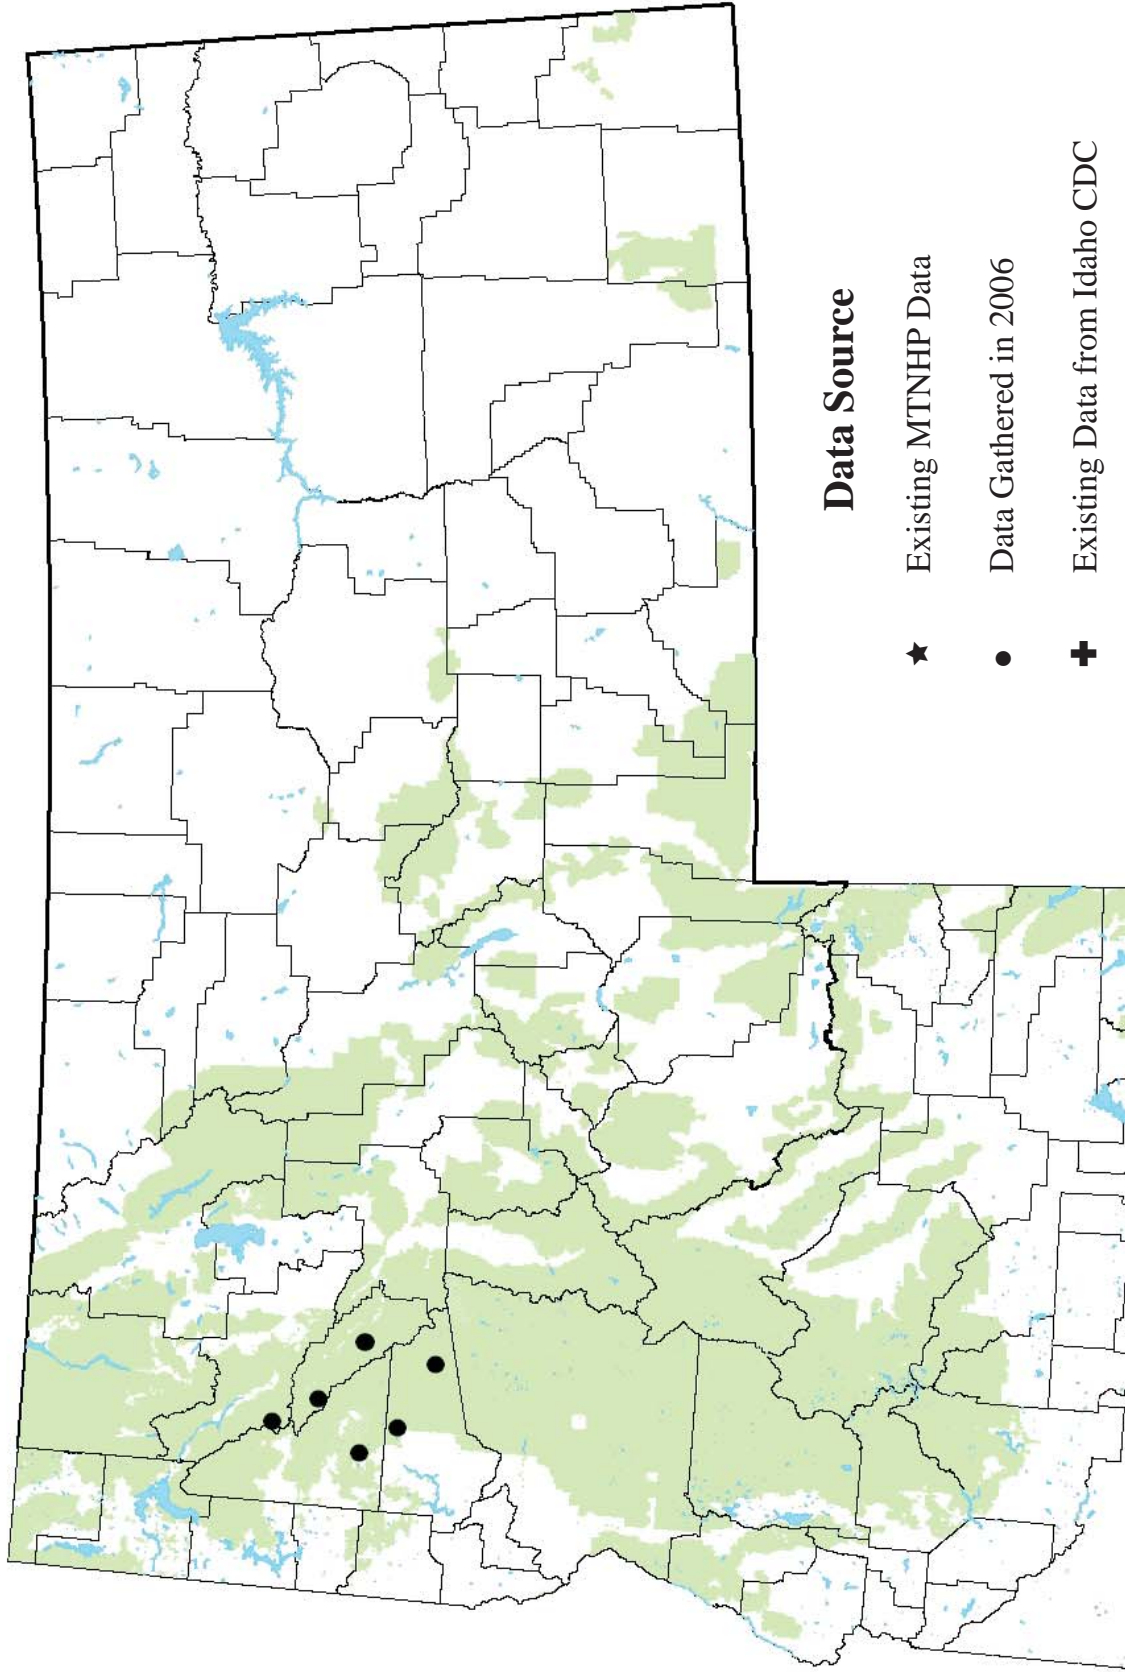 Data Source
Existing MTNHP Data
Data Gathered in 2006
Existing Data from Idaho CDC